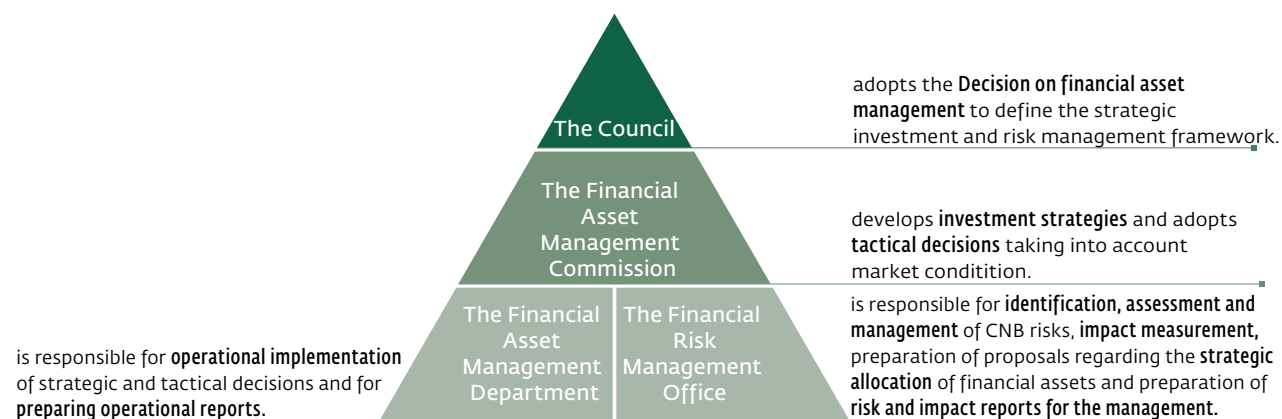 The Council
adopts the Decision on financial asset
management to define the strategic
investment and risk management framework.
The Financial
Asset
Management
Commission
develops investment strategies and adopts
tactical decisions taking into account
market conditition.
The Financial
Asset
Management
Department
The Financial
Risk
Management
Office
is responsible for operational implementation
of strategic and tactical decisions and for
preparing operational reports.
is responsible for identification, assessment and
management of CNB risks, impact measurement,
preparation of proposals regarding the strategic
allocation of financial assets and preparation of
risk and impact reports for the management.